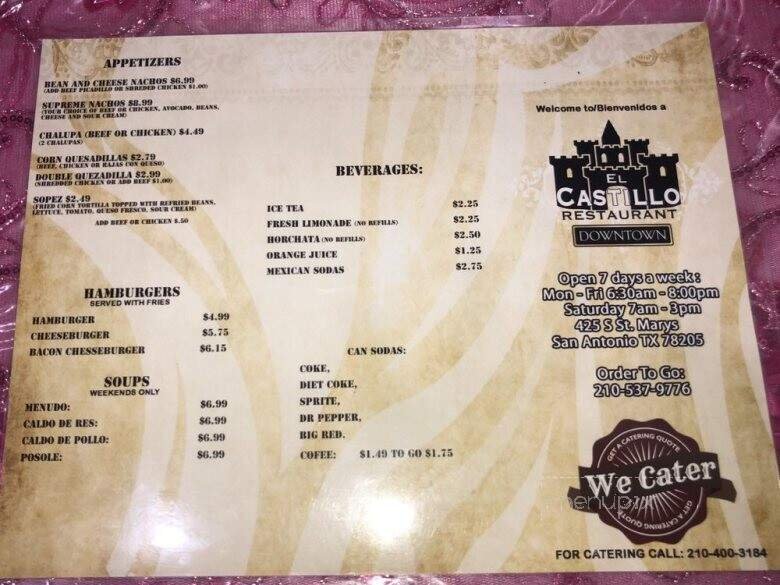 APPETIZERS
BEAN AND CHEESE NACHOS $6.99
(ADD BEEF PICADILLO OR SHREDED CHICKEN $1.00)
SUPREME NACHOS $8.99
(YOUR CHOICE OF BEEF OR CHICKEN, AVOCADO, BEANS,
CHEESE AND SOUR CREAM)
CHALUPA (BEEF OR CHICKEN) $4.49
(2 CHALUPAS)
CORN QUESADILLAS $2.79
(BEEF, CHICKEN OR RAJAS CON QUESO)
DOUBLE QUEZADILLA $2.99
(SHREDDED CHICKEN OR ADD BEEF $1.00)
SOPEZ $2.49
(FRIED CORN TORTILLA TOPPED WITH REFRIED BEANS,
LETTUCE, TOMATO, QUESO FRESCO, SOUR CREAM)
ADD BEEF OR CHICKEN $.50
HAMBURGERS
SERVED WITH FRIES
HAMBURGER $4.99
CHEESEBURGER $5.75
BACON CHESSEBURGER $6.15
SOUPS
WEEKENDS ONLY
MENUDO: $6.99
CALDO DE RES: $6.99
CALDO DE POLLO: $6.99
POSOLE: $6.99
BEVERAGES:
ICE TEA $2.25
FRESH LIMONADE (NO REFILLS) $2.25
HORCHATA (NO REFILLS) $2.50
ORANGE JUICE $1.25
MEXICAN SODAS $2.75
CAN SODAS:
COKE,
DIET COKE,
SPRITE,
DR PEPPER,
BIG RED.
COFEE: $1.49 TO GO $1.75
Welcome to/Bienvenidos a
EL
CASTILLO
RESTAURANT
DOWNTOWN
Open 7 days a week:
Mon - Fri 6:30am - 8:00pm
Saturday 7am - 3pm
425 S St. Marys
San Antonio TX 78205
Order To Go:
210-537-9776
GET A CATERING QUOTE
We Cater
GET A CATERING QUOTE
FOR CATERING CALL: 210-400-3184